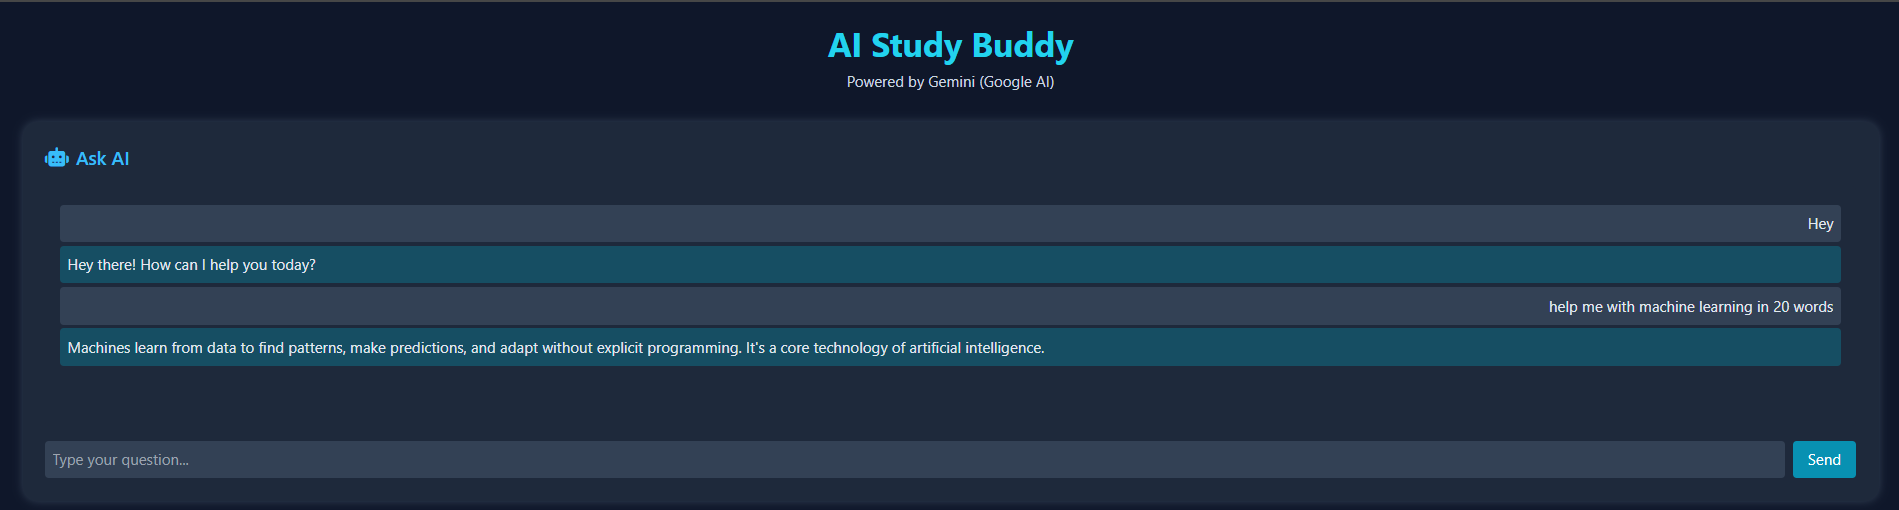 AI Study Buddy
Powered by Gemini (Google AI)
Ask AI
Hey
Hey there! How can I help you today?
help me with machine learning in 20 words
Machines learn from data to find patterns, make predictions, and adapt without explicit programming. It's a core technology of artificial intelligence.
Type your question...
Send